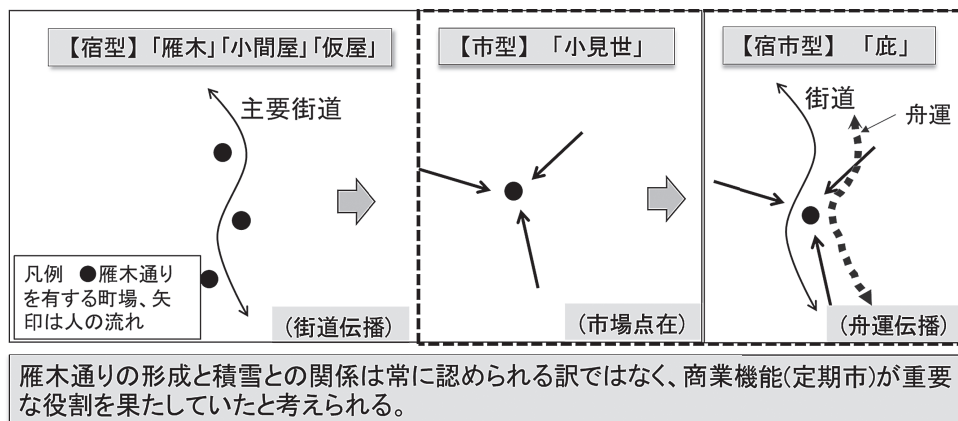 【宿型】「雁木」「小間屋」「仮屋」
主要街道
凡例 ●雁木通り
を有する町場、矢
印は人の流れ
(街道伝播)
【市型】 「小見世」
(市場点在)
【宿市型】 「庇」
街道
舟運
(舟運伝播)
雁木通りの形成と積雪との関係は常に認められる訳ではなく、商業機能(定期市)が重要
な役割を果たしていたと考えられる。